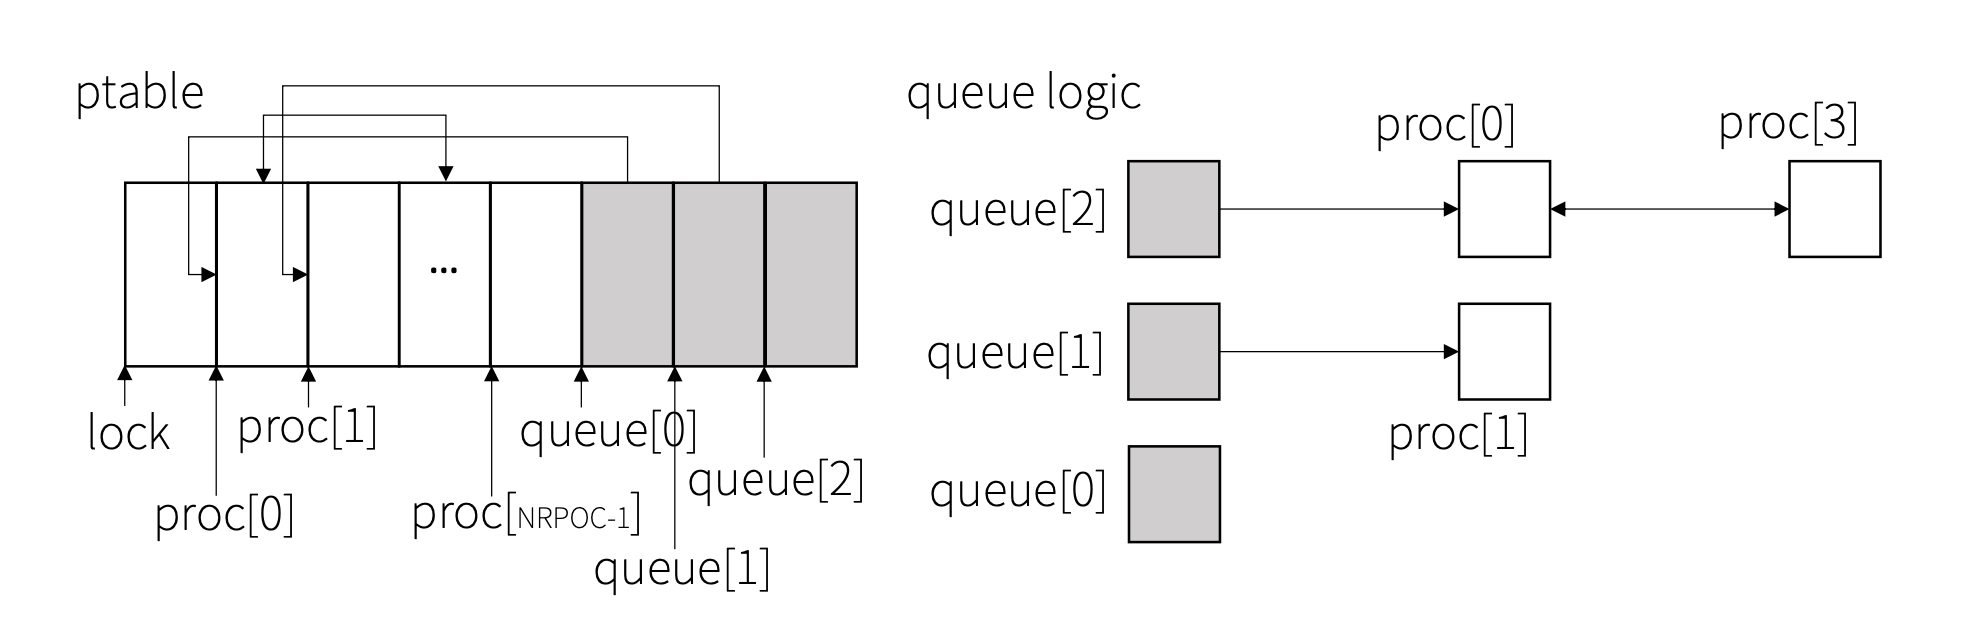 ptable
...
lock
proc[0]
proc[1]
proc[NRPOC-1]
queue[0]
queue[1]
queue[2]
queue logic
proc[0]
proc[3]
queue[2]
queue[1]
proc[1]
queue[0]